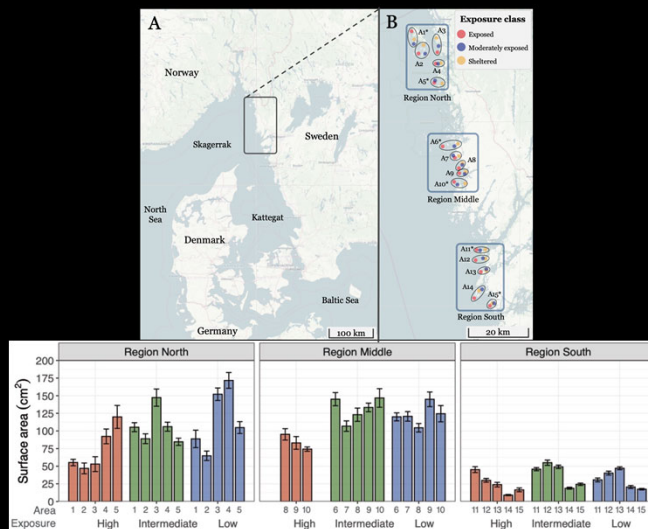 A
B
Exposure class
Exposed
Moderately exposed
Sheltered
A1*
A3
A2
A4
A5*
Region North
Norway
Skagerrak
Sweden
North
Sea
Kattegat
Denmark
Baltic Sea
Germany
100 km
A6*
A7
A8
A9
A10*
Region Middle
A11*
A12
A13
A14
A15*
Region South
20 km
Region North
Region Middle
Region South
Surface area (cm²)
200
175
150
125
100
75
50
25
0
Area 1 2 3 4 5 1 2 3 4 5 1 2 3 4 5 8 9 10 6 7 8 9 10 6 7 8 9 10 11 12 13 14 15 11 12 13 14 15 11 12 13 14 15
Exposure High Intermediate Low High Intermediate Low High Intermediate Low